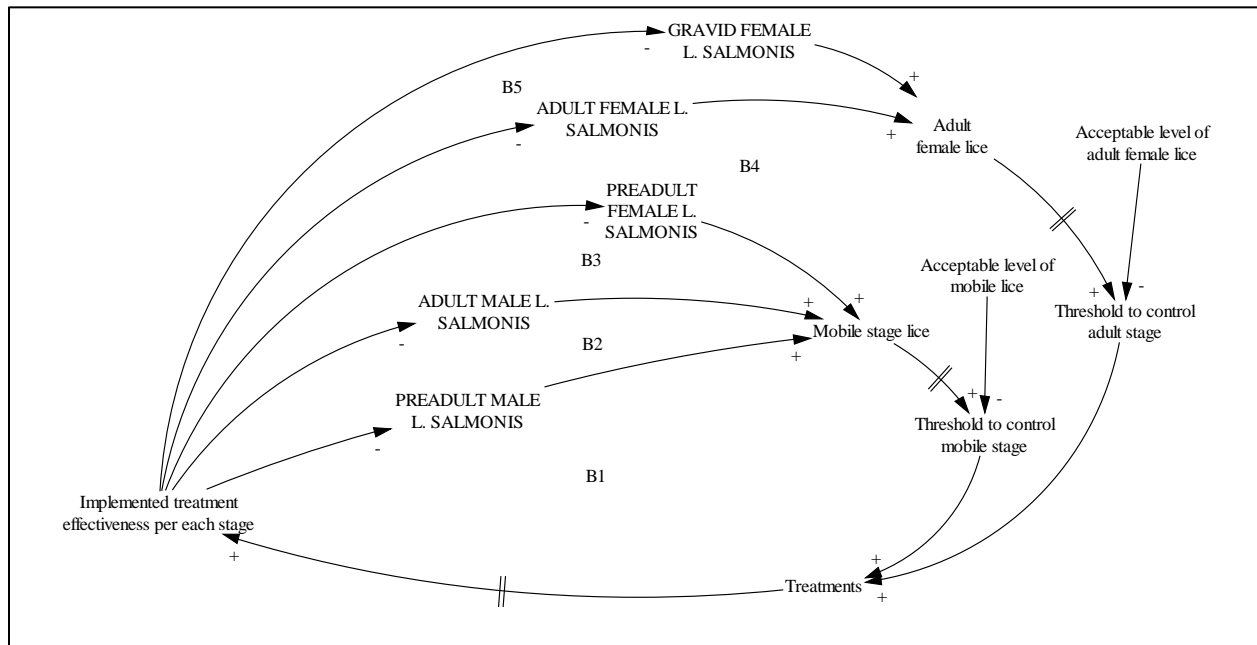 GRAVID FEMALE
L. SALMONIS
-
+
B5
ADULT FEMALE L.
SALMONIS
-
+
Adult
female lice
Acceptable level of
adult female lice
B4
PREADULT
FEMALE L.
SALMONIS
-
B3
Acceptable level of
mobile lice
+
-
Threshold to control
adult stage
ADULT MALE L.
SALMONIS
-
+
+
Mobile stage lice
B2
+
PREADULT MALE
L. SALMONIS
-
+
-
Threshold to control
mobile stage
B1
Implemented treatment
effectiveness per each stage
+
+
Treatments
+